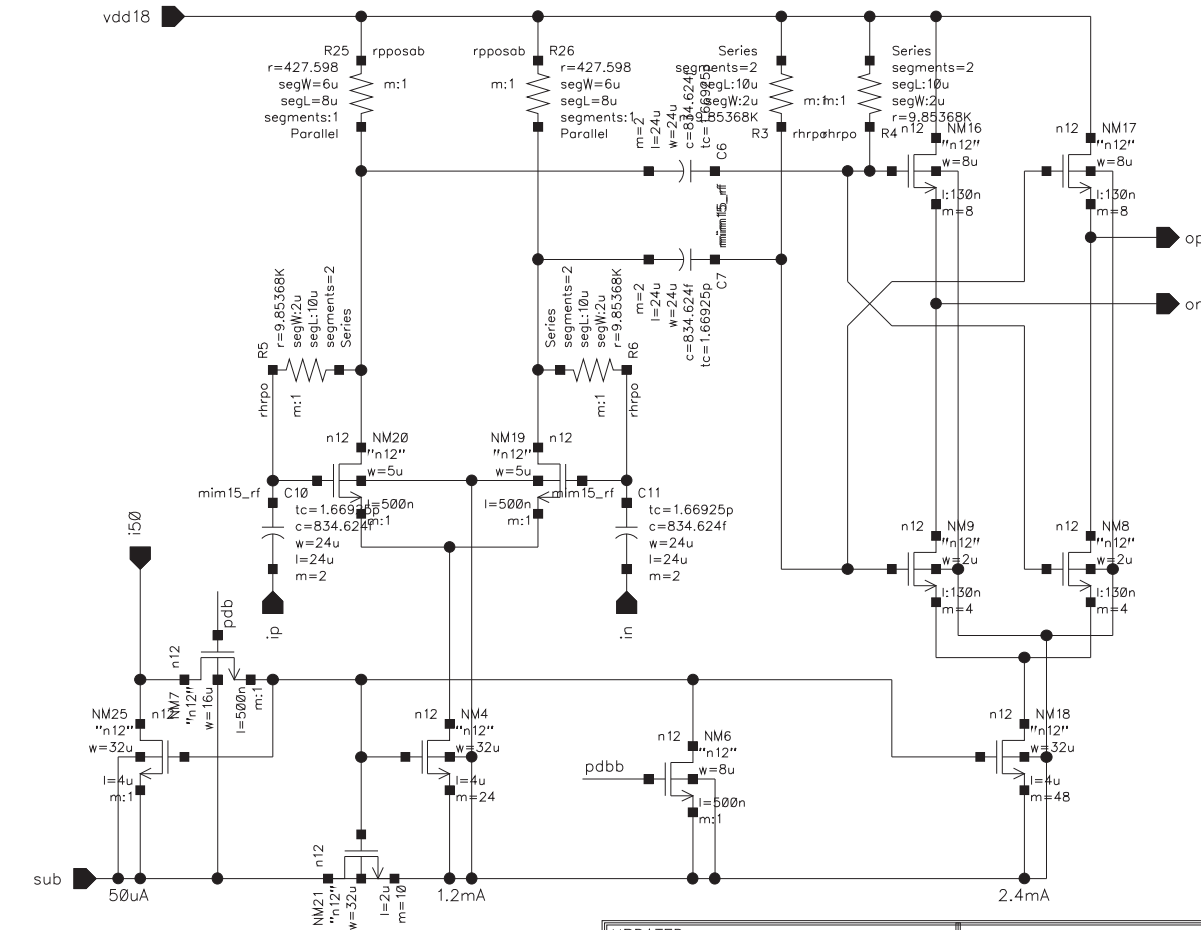 vdd18
R25
rpposab
r=427.598
segW=6u
segL=8u
segments:1
Parallel
m:1
rpposab
R26
r=427.598
segW=6u
segL=8u
segments:1
Parallel
m:1
Series
segments=2
segL:10u
segW:2u
r=9.85368K
R3
rhrpo
m:1
Series
segments=2
segL:10u
segW:2u
r=9.85368K
R4
rhrpo
m:1
n12
NM16
"n12"
w=8u
l:130n
m=8
n12
NM17
"n12"
w=8u
l:130n
m=8
m=2
l=24u
w=24u
c=834.624f
tc=1.66925p
C6
mim15_rf
m=2
l=24u
w=24u
c=834.624f
tc=1.66925p
C7
mim15_rf
op
R5
rhrpo
r=9.85368K
segW:2u
segL:10u
segments=2
Series
m:1
Series
segments=2
segL:10u
segW:2u
r=9.85368K
R6
rhrpo
m:1
n12
NM20
"n12"
w=5u
l=500n
m:1
NM19
n12
"n12"
w=5u
l=500n
m:1
mim15_rf
C10
tc=1.66925p
c=834.624f
w=24u
l=24u
m=2
mim15_rf
C11
tc=1.66925p
c=834.624f
w=24u
l=24u
m=2
i50
ip
in
n12
NM9
"n12"
w=2u
l:130n
m=4
n12
NM8
"n12"
w=2u
l:130n
m=4
pdb
n12
NM7
"n12"
w=16u
l=500n
m:1
NM25
n12
"n12"
w=32u
l=4u
m:1
n12
NM4
"n12"
w=32u
l=4u
m=24
pdbb
n12
NM6
"n12"
w=8u
l=500n
m:1
n12
NM18
"n12"
w=32u
l=4u
m=48
sub
50uA
n12
NM21
"n12"
w=32u
l=2u
m=10
1.2mA
2.4mA